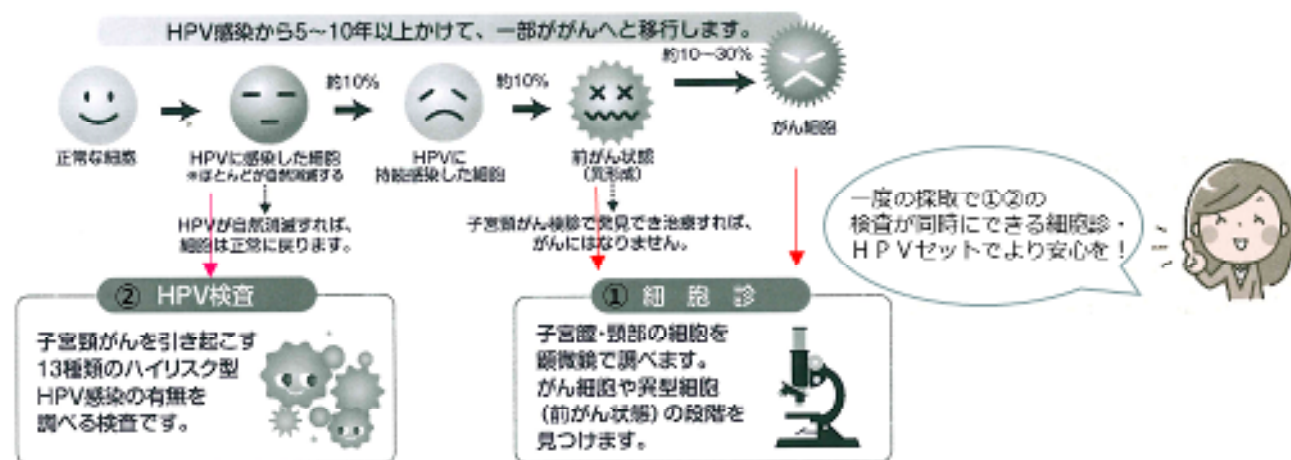 HPV感染から5～10年以上かけて、一部ががんへと移行します。
約10%
約10%
約10～30%
正常な細胞
HPVに感染した細胞
※ほとんどが自然消滅する
HPVに
持続感染した細胞
前がん状態
(異形成)
がん細胞
HPVが自然消滅すれば、
細胞は正常に戻ります。
子宮頸がん検診で発見でき治療すれば、
がんにはなりません。
一度の採取で①②の
検査が同時にできる細胞診・
ＨＰＶセットでより安心を！
② HPV検査
子宮頸がんを引き起こす
13種類のハイリスク型
HPV感染の有無を
調べる検査です。
① 細胞診
子宮膣・頸部の細胞を
顕微鏡で調べます。
がん細胞や異型細胞
(前がん状態)の段階を
見つけます。